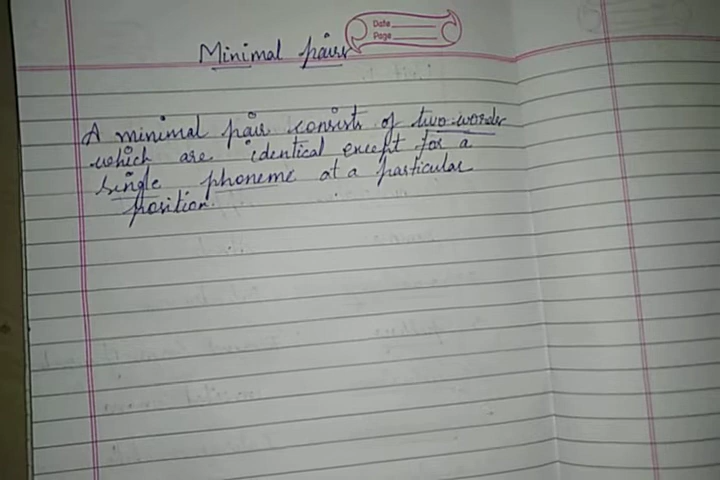 Date
Page
Minimal pairs
A minimal pair consists of two words
which are identical except for a
single phoneme at a particular
position.